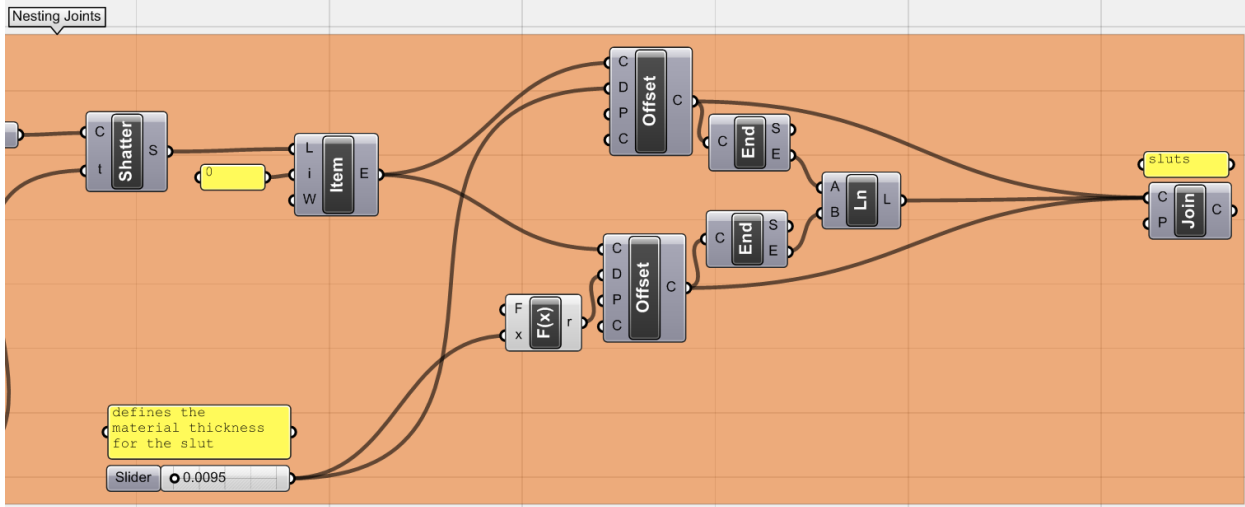 Nesting Joints
C
D
P
C
Offset
C
C
t
Shatter
S
C
End
S
E
sluts
0
L
i
W
Item
E
A
B
Ln
L
C
P
Join
C
C
End
S
E
C
D
P
C
Offset
C
F
x
F(x)
r
defines the
material thickness
for the slut
Slider
0.0095